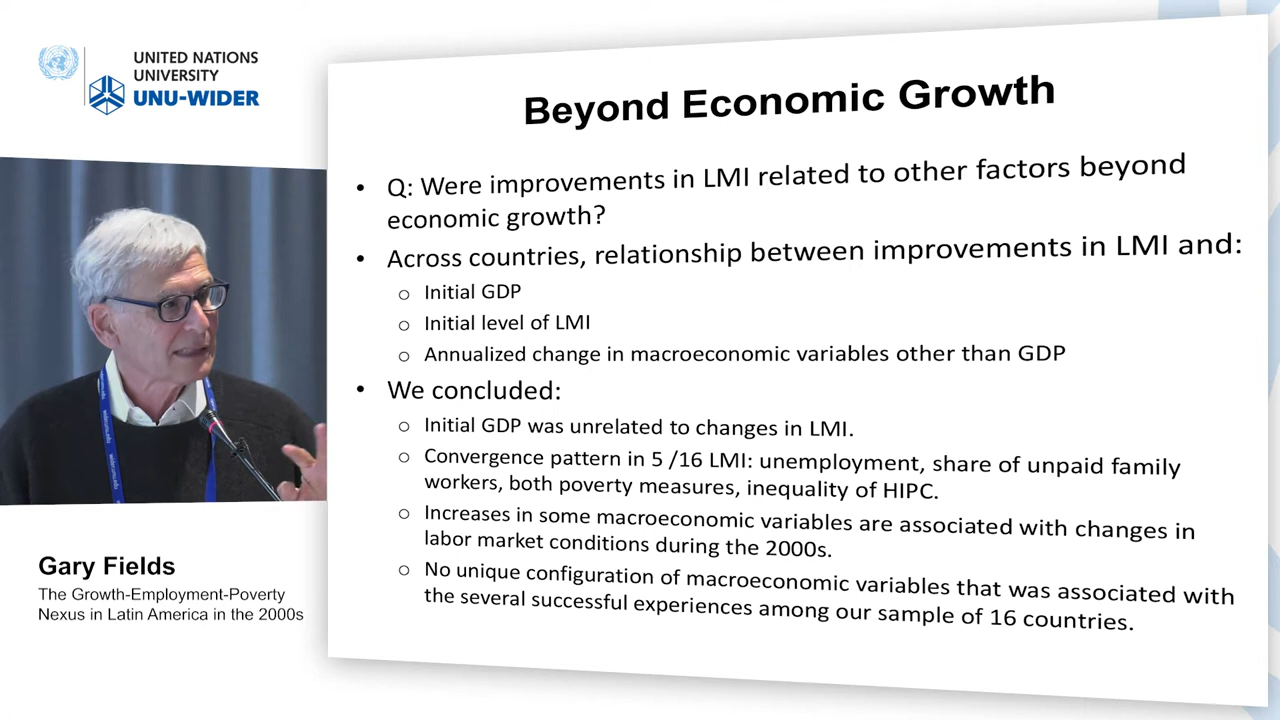 UNITED NATIONS
UNIVERSITY
UNU-WIDER
Beyond Economic Growth
• Q: Were improvements in LMI related to other factors beyond
economic growth?
• Across countries, relationship between improvements in LMI and:
o Initial GDP
o Initial level of LMI
o Annualized change in macroeconomic variables other than GDP
• We concluded:
o Initial GDP was unrelated to changes in LMI.
o Convergence pattern in 5 /16 LMI: unemployment, share of unpaid family
workers, both poverty measures, inequality of HIPC.
o Increases in some macroeconomic variables are associated with changes in
labor market conditions during the 2000s.
o No unique configuration of macroeconomic variables that was associated with
the several successful experiences among our sample of 16 countries.
Gary Fields
The Growth-Employment-Poverty
Nexus in Latin America in the 2000s